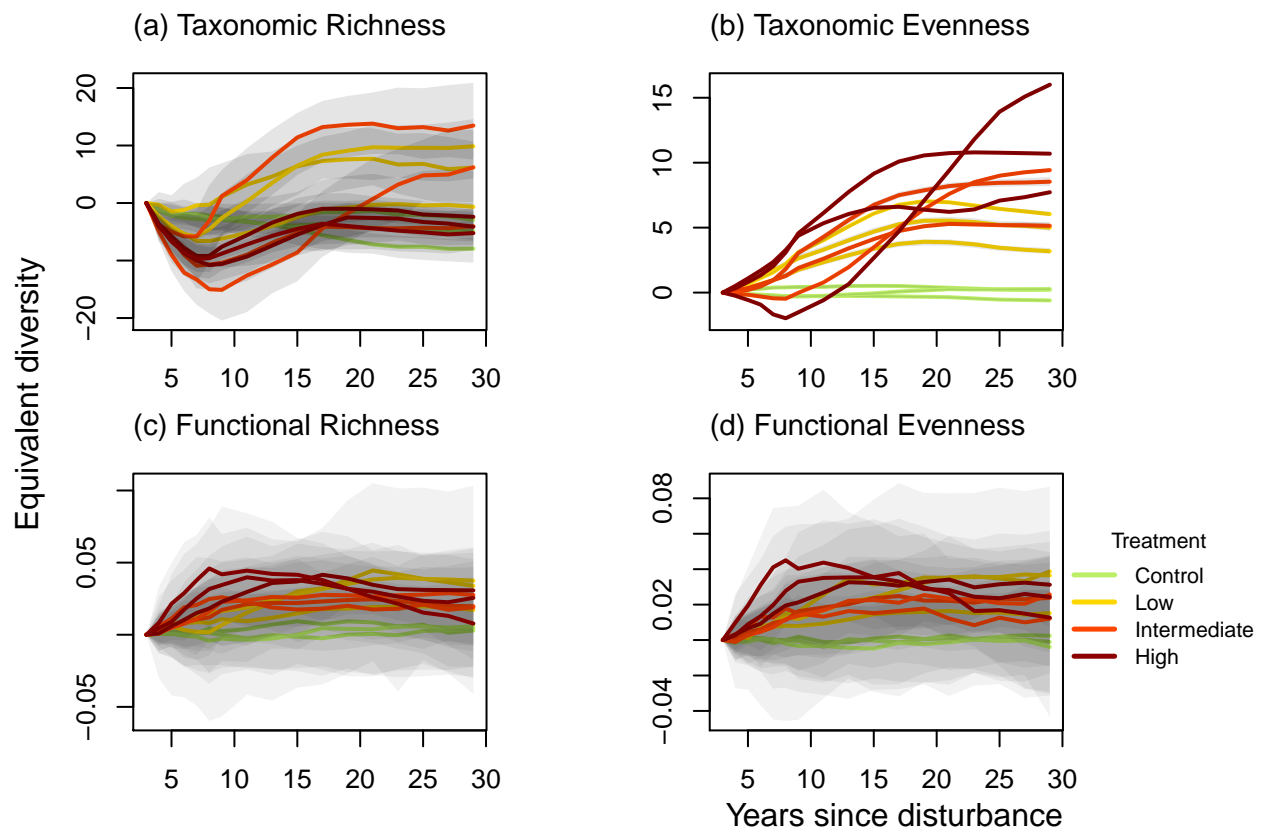 (a) Taxonomic Richness
(b) Taxonomic Evenness
20
10
0
−20
5 10 15 20 25 30
15
10
5
0
5 10 15 20 25 30
Equivalent diversity
(c) Functional Richness
(d) Functional Evenness
0.05
−0.05
5 10 15 20 25 30
0.08
0.02
−0.04
5 10 15 20 25 30
Years since disturbance
Treatment
Control
Low
Intermediate
High